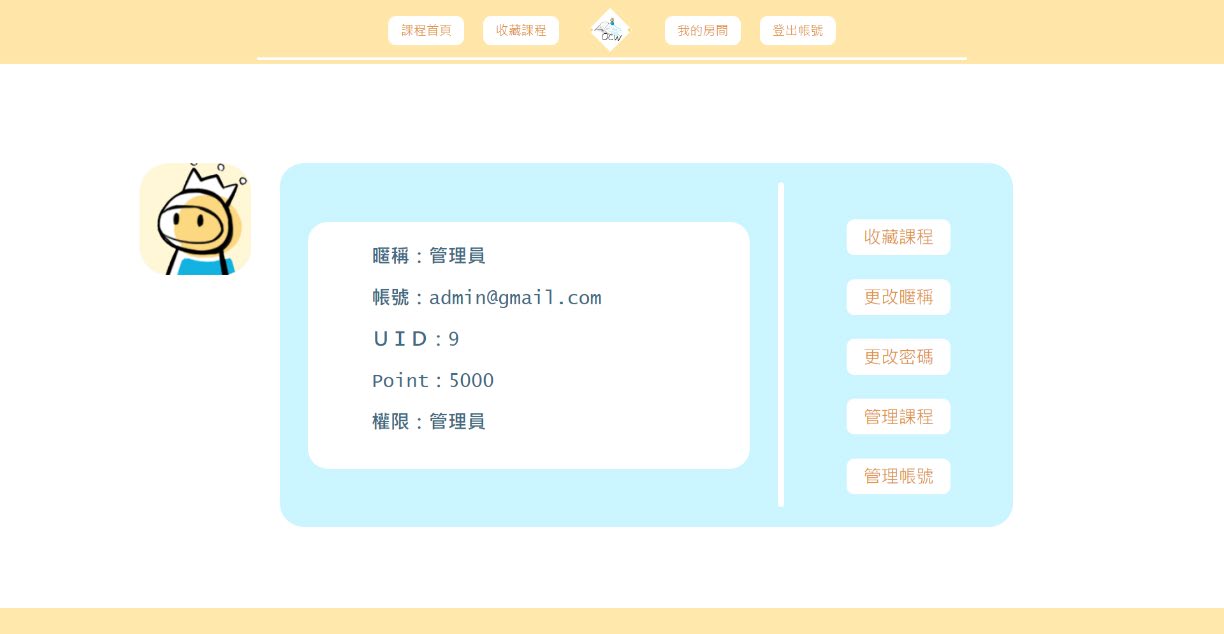 課程首頁
收藏課程
OCW
我的房間
登出帳號
暱稱：管理員
帳號：admin@gmail.com
ＵＩＤ：9
Point：5000
權限：管理員
收藏課程
更改暱稱
更改密碼
管理課程
管理帳號